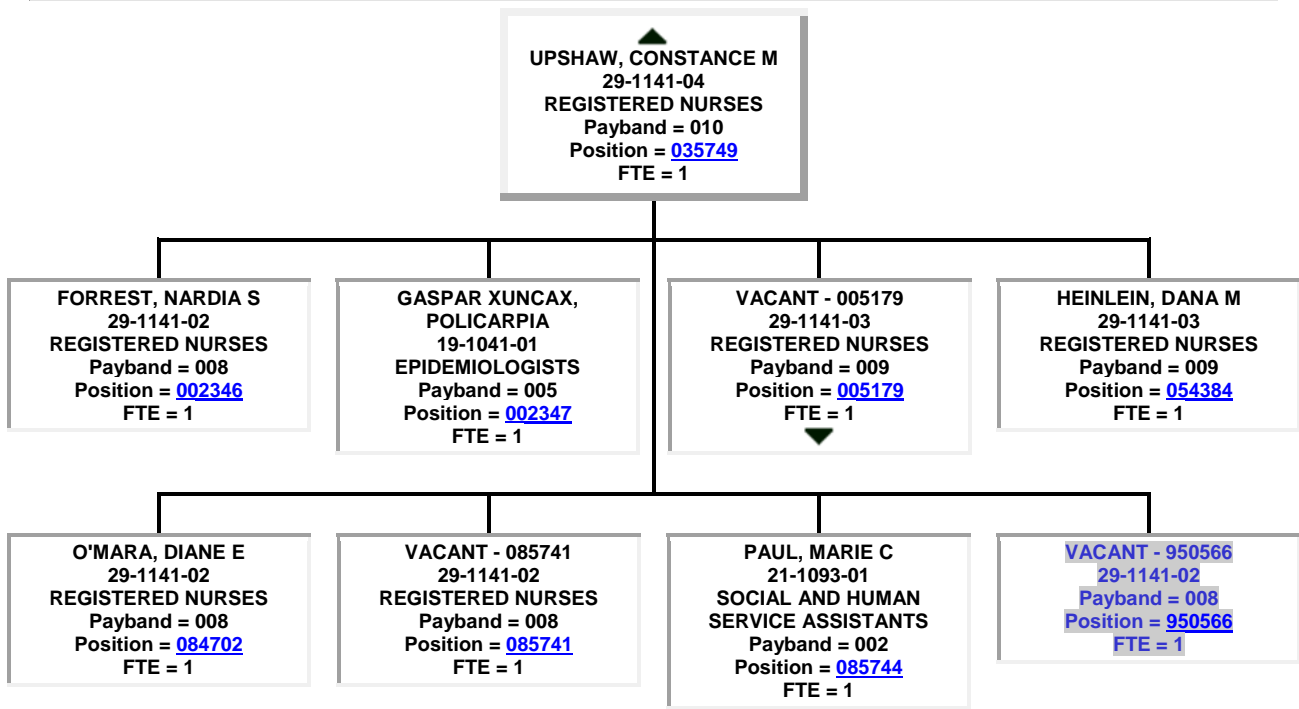 UPSHAW, CONSTANCE M
29-1141-04
REGISTERED NURSES
Payband = 010
Position = 035749
FTE = 1
FORREST, NARDIA S
29-1141-02
REGISTERED NURSES
Payband = 008
Position = 002346
FTE = 1
GASPAR XUNCAX,
POLICARPIA
19-1041-01
EPIDEMIOLOGISTS
Payband = 005
Position = 002347
FTE = 1
VACANT - 005179
29-1141-03
REGISTERED NURSES
Payband = 009
Position = 005179
FTE = 1
HEINLEIN, DANA M
29-1141-03
REGISTERED NURSES
Payband = 009
Position = 054384
FTE = 1
O'MARA, DIANE E
29-1141-02
REGISTERED NURSES
Payband = 008
Position = 084702
FTE = 1
VACANT - 085741
29-1141-02
REGISTERED NURSES
Payband = 008
Position = 085741
FTE = 1
PAUL, MARIE C
21-1093-01
SOCIAL AND HUMAN
SERVICE ASSISTANTS
Payband = 002
Position = 085744
FTE = 1
VACANT - 950566
29-1141-02
Payband = 008
Position = 950566
FTE = 1